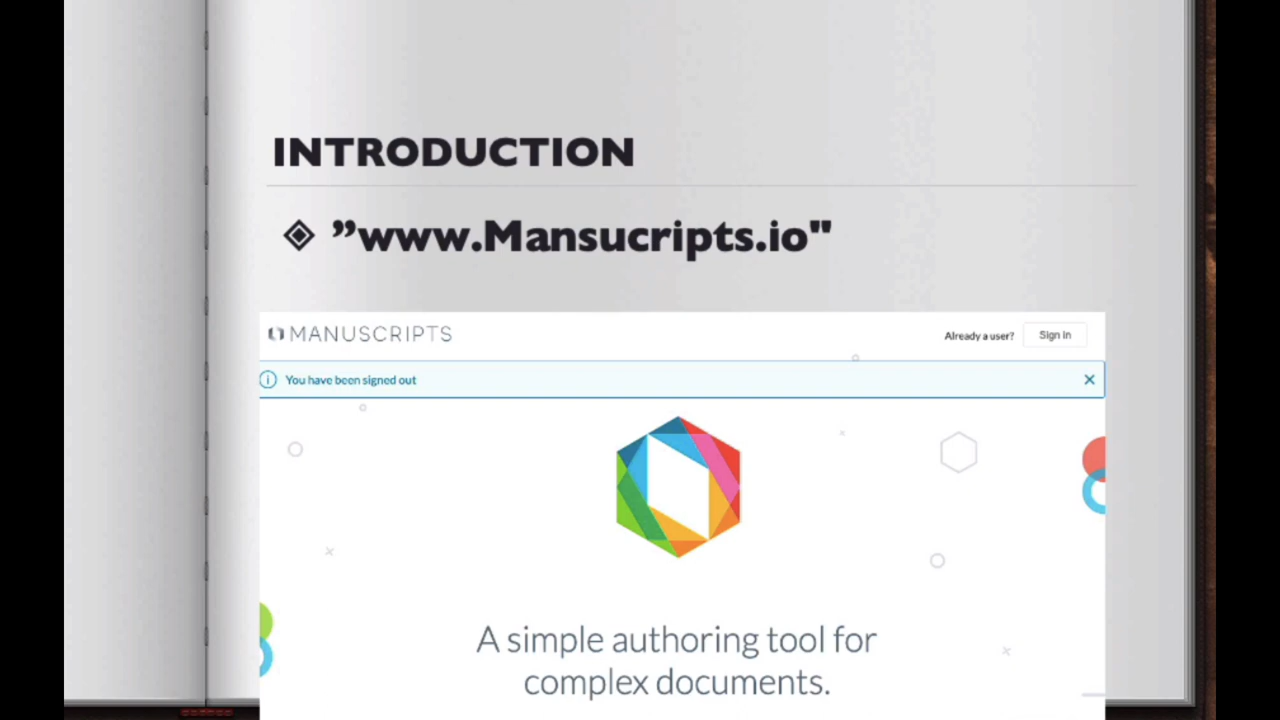 INTRODUCTION
”www.Mansucripts.io"
MANUSCRIPTS
Already a user? Sign in
You have been signed out
A simple authoring tool for
complex documents.